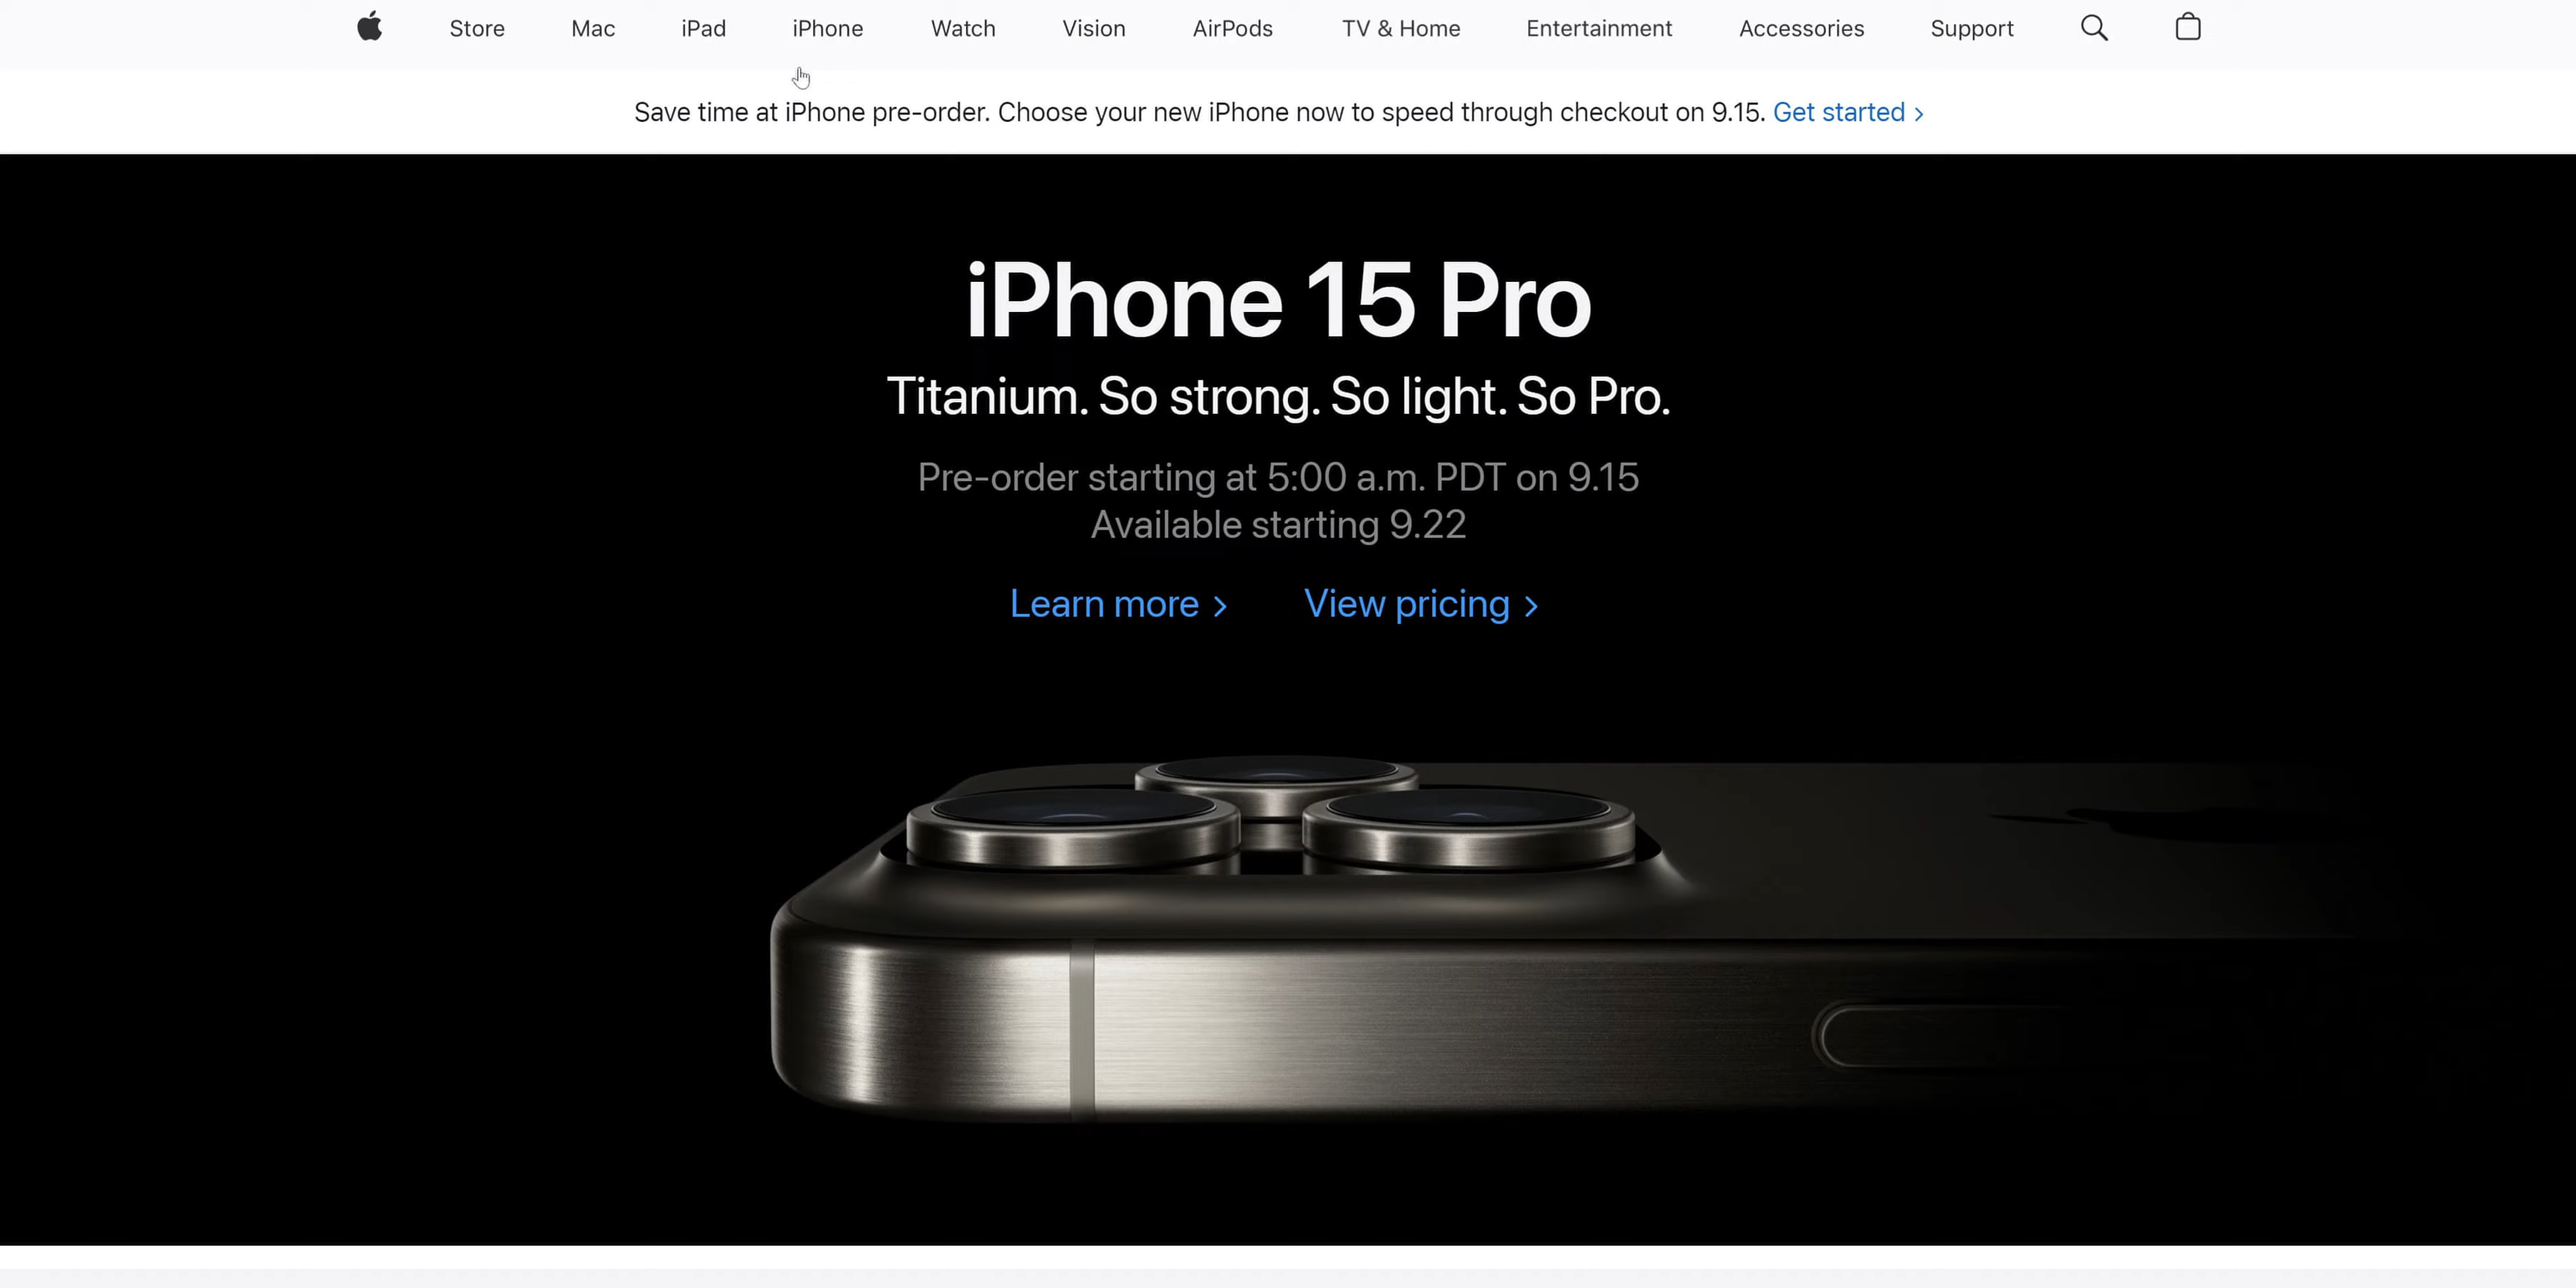 Store Mac iPad iPhone Watch Vision AirPods TV & Home Entertainment Accessories Support
Save time at iPhone pre-order. Choose your new iPhone now to speed through checkout on 9.15. Get started >
iPhone 15 Pro
Titanium. So strong. So light. So Pro.
Pre-order starting at 5:00 a.m. PDT on 9.15
Available starting 9.22
Learn more > View pricing >